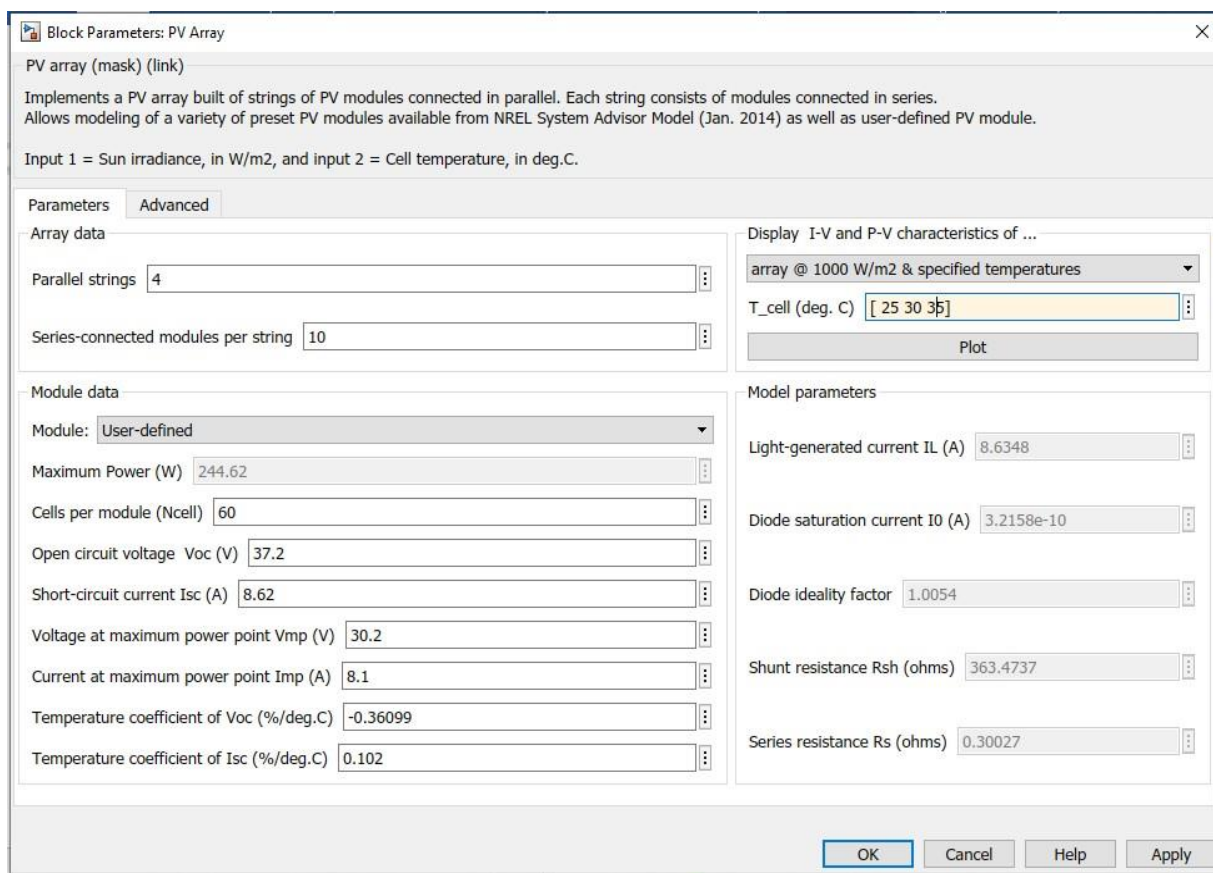 Block Parameters: PV Array
PV array (mask) (link)
Implements a PV array built of strings of PV modules connected in parallel. Each string consists of modules connected in series.
Allows modeling of a variety of preset PV modules available from NREL System Advisor Model (Jan. 2014) as well as user-defined PV module.
Input 1 = Sun irradiance, in W/m2, and input 2 = Cell temperature, in deg.C.
Parameters Advanced
Array data
Parallel strings 4
Series-connected modules per string 10
Display I-V and P-V characteristics of ...
array @ 1000 W/m2 & specified temperatures
T_cell (deg. C) [ 25 30 35]
Plot
Module data
Module: User-defined
Maximum Power (W) 244.62
Cells per module (Ncell) 60
Open circuit voltage Voc (V) 37.2
Short-circuit current Isc (A) 8.62
Voltage at maximum power point Vmp (V) 30.2
Current at maximum power point Imp (A) 8.1
Temperature coefficient of Voc (%/deg.C) -0.36099
Temperature coefficient of Isc (%/deg.C) 0.102
Model parameters
Light-generated current IL (A) 8.6348
Diode saturation current I0 (A) 3.2158e-10
Diode ideality factor 1.0054
Shunt resistance Rsh (ohms) 363.4737
Series resistance Rs (ohms) 0.30027
OK Cancel Help Apply